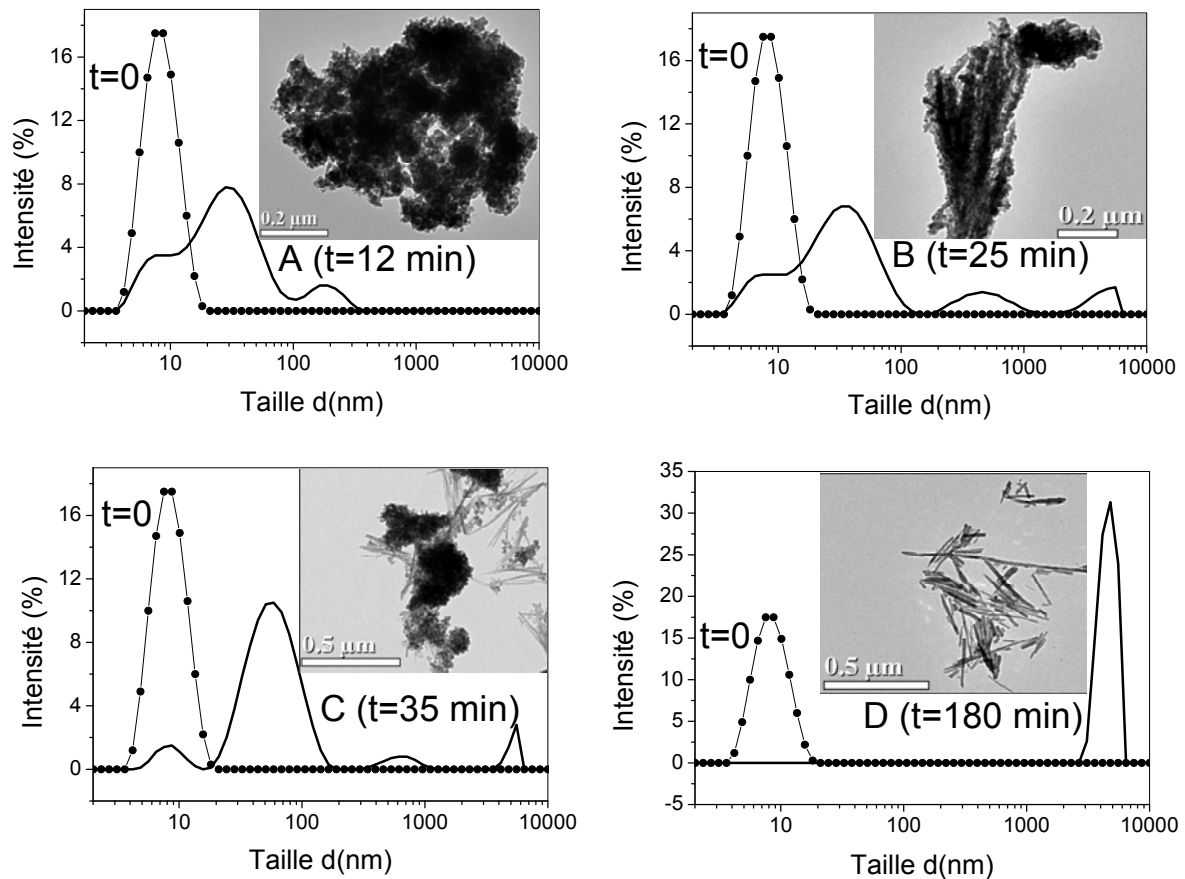 16
12
8
4
0
Intensité (%)
t=0
0.2 µm
A (t=12 min)
10
100
1000
10000
Taille d(nm)
16
12
8
4
0
Intensité (%)
t=0
0.2 µm
B (t=25 min)
10
100
1000
10000
Taille d(nm)
16
12
8
4
0
Intensité (%)
t=0
0.5 µm
C (t=35 min)
10
100
1000
10000
Taille d(nm)
35
30
25
20
15
10
5
0
-5
Intensité (%)
t=0
0.5 µm
D (t=180 min)
10
100
1000
10000
Taille d(nm)